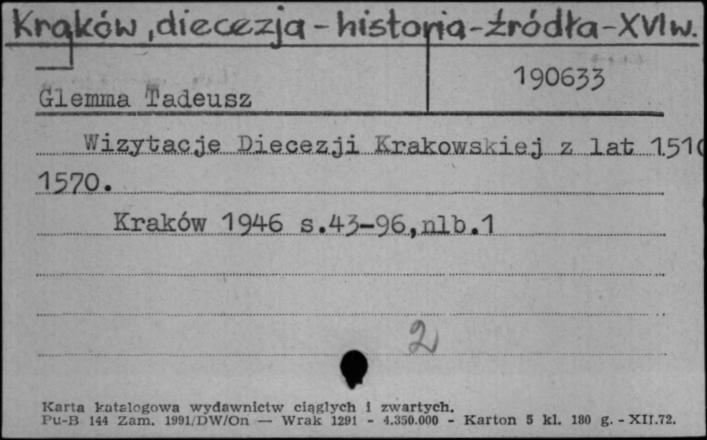 Kraków, diecezja - historia - źródła - XVI w.
190633
Glemma Tadeusz
Wizytacje Diecezji Krakowskiej z lat 1510
1570.
Kraków 1946 s.43-96,nlb.1
2
Karta katalogowa wydawnictw ciągłych i zwartych.
Pu-B 144 Zam. 1991/DW/On — Wrak 1291 - 4.350.000 - Karton 5 kl. 180 g. - XII.72.